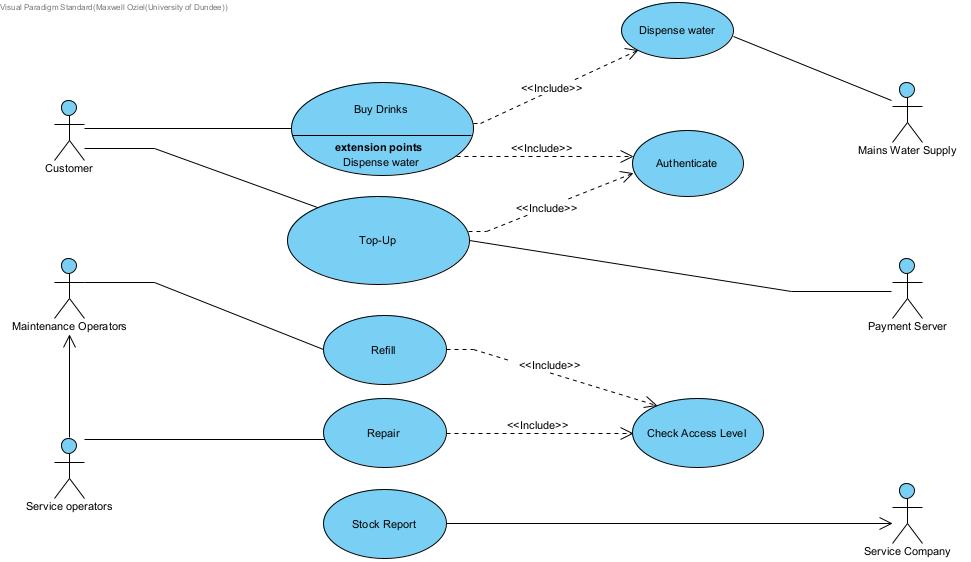 Visual Paradigm Standard(Maxwell Oziel(University of Dundee))
Dispense water
<<Include>>
Buy Drinks
extension points
Dispense water
<<Include>>
Authenticate
Mains Water Supply
Customer
<<Include>>
Top-Up
Maintenance Operators
Payment Server
Refill
<<Include>>
Repair
<<Include>>
Check Access Level
Service operators
Stock Report
Service Company